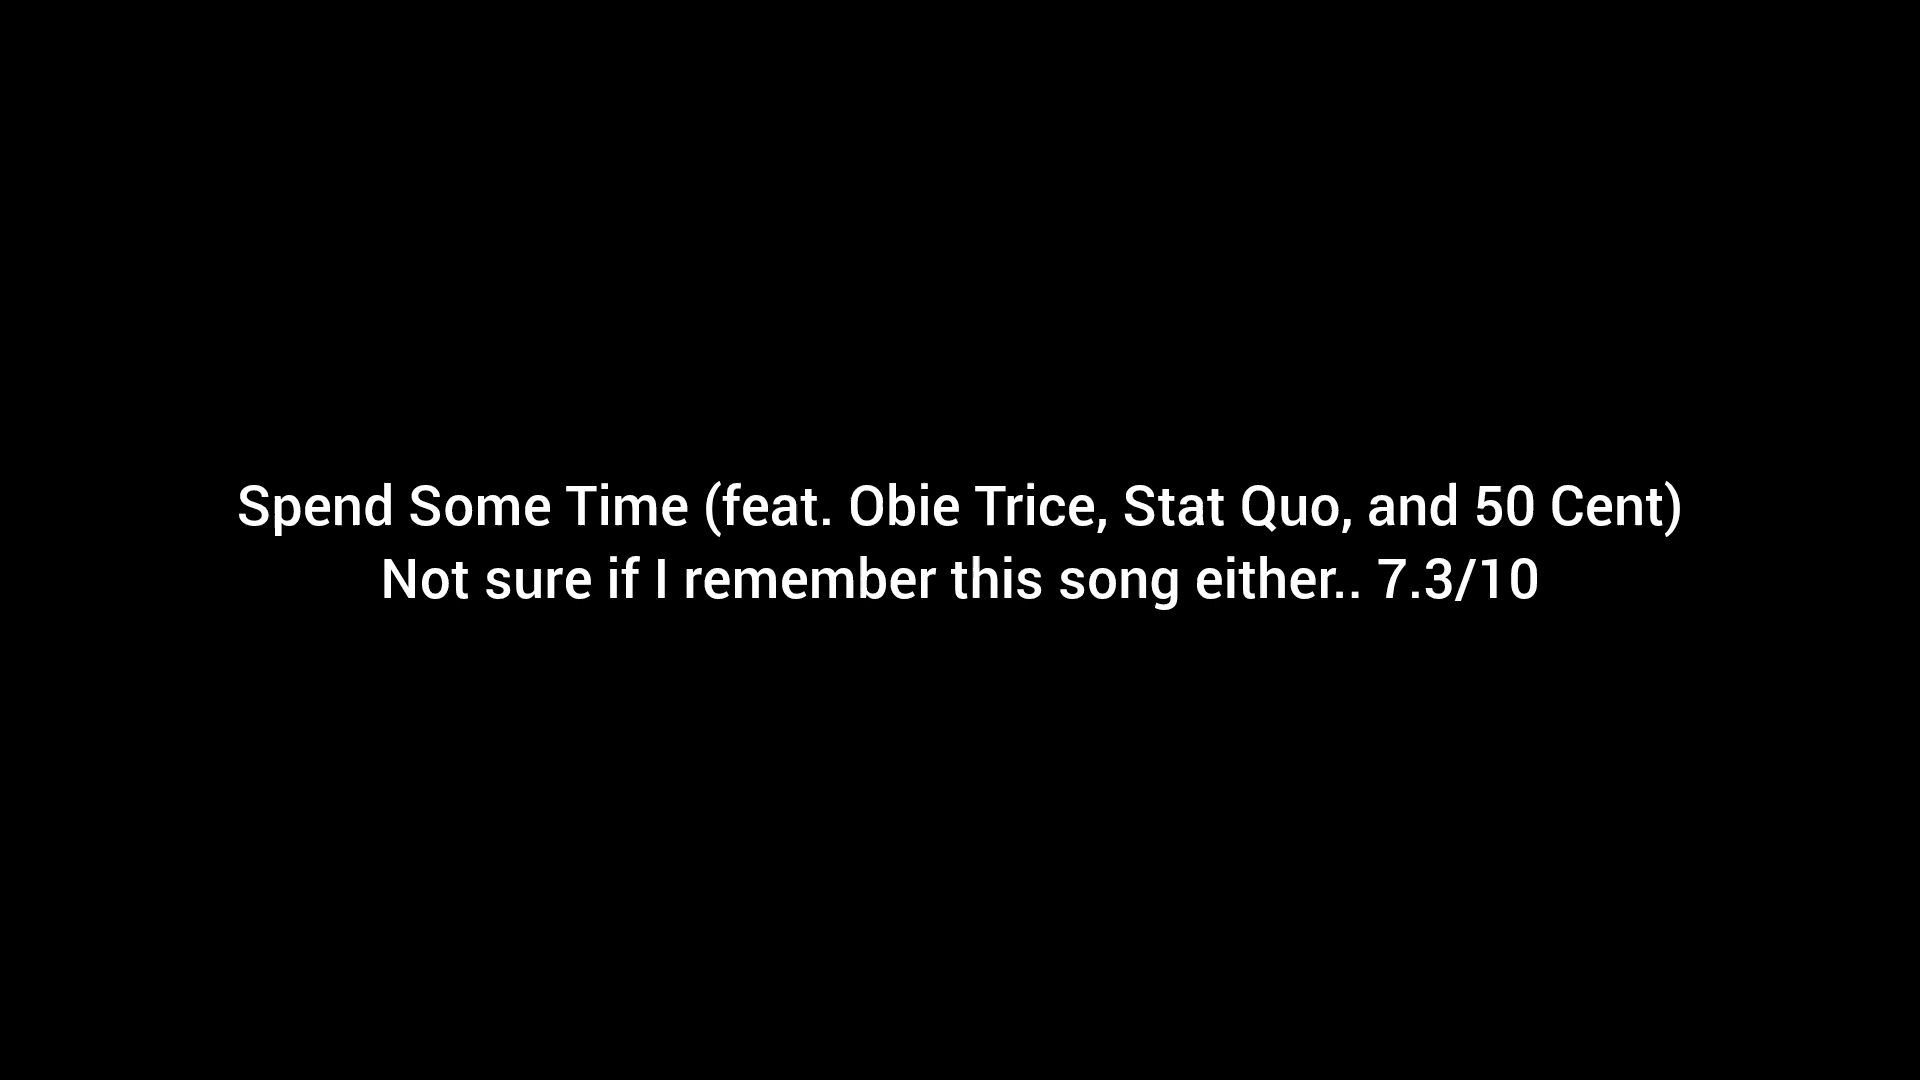 Spend Some Time (feat. Obie Trice, Stat Quo, and 50 Cent)
Not sure if I remember this song either.. 7.3/10